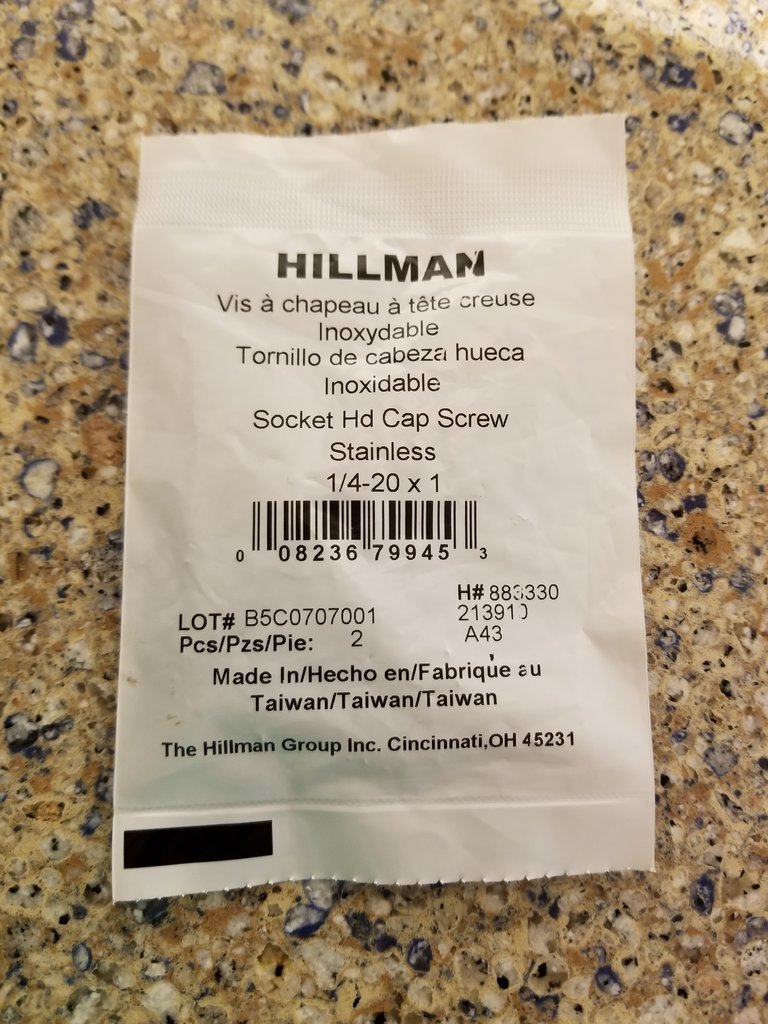 HILLMAN
Vis à chapeau à tête creuse
Inoxydable
Tornillo de cabeza hueca
Inoxidable
Socket Hd Cap Screw
Stainless
1/4-20 x 1
0 08236 79945 3
H# 883330
LOT# B5C0707001 213910
Pcs/Pzs/Pie: 2 A43
Made In/Hecho en/Fabrique au
Taiwan/Taiwan/Taiwan
The Hillman Group Inc. Cincinnati,OH 45231